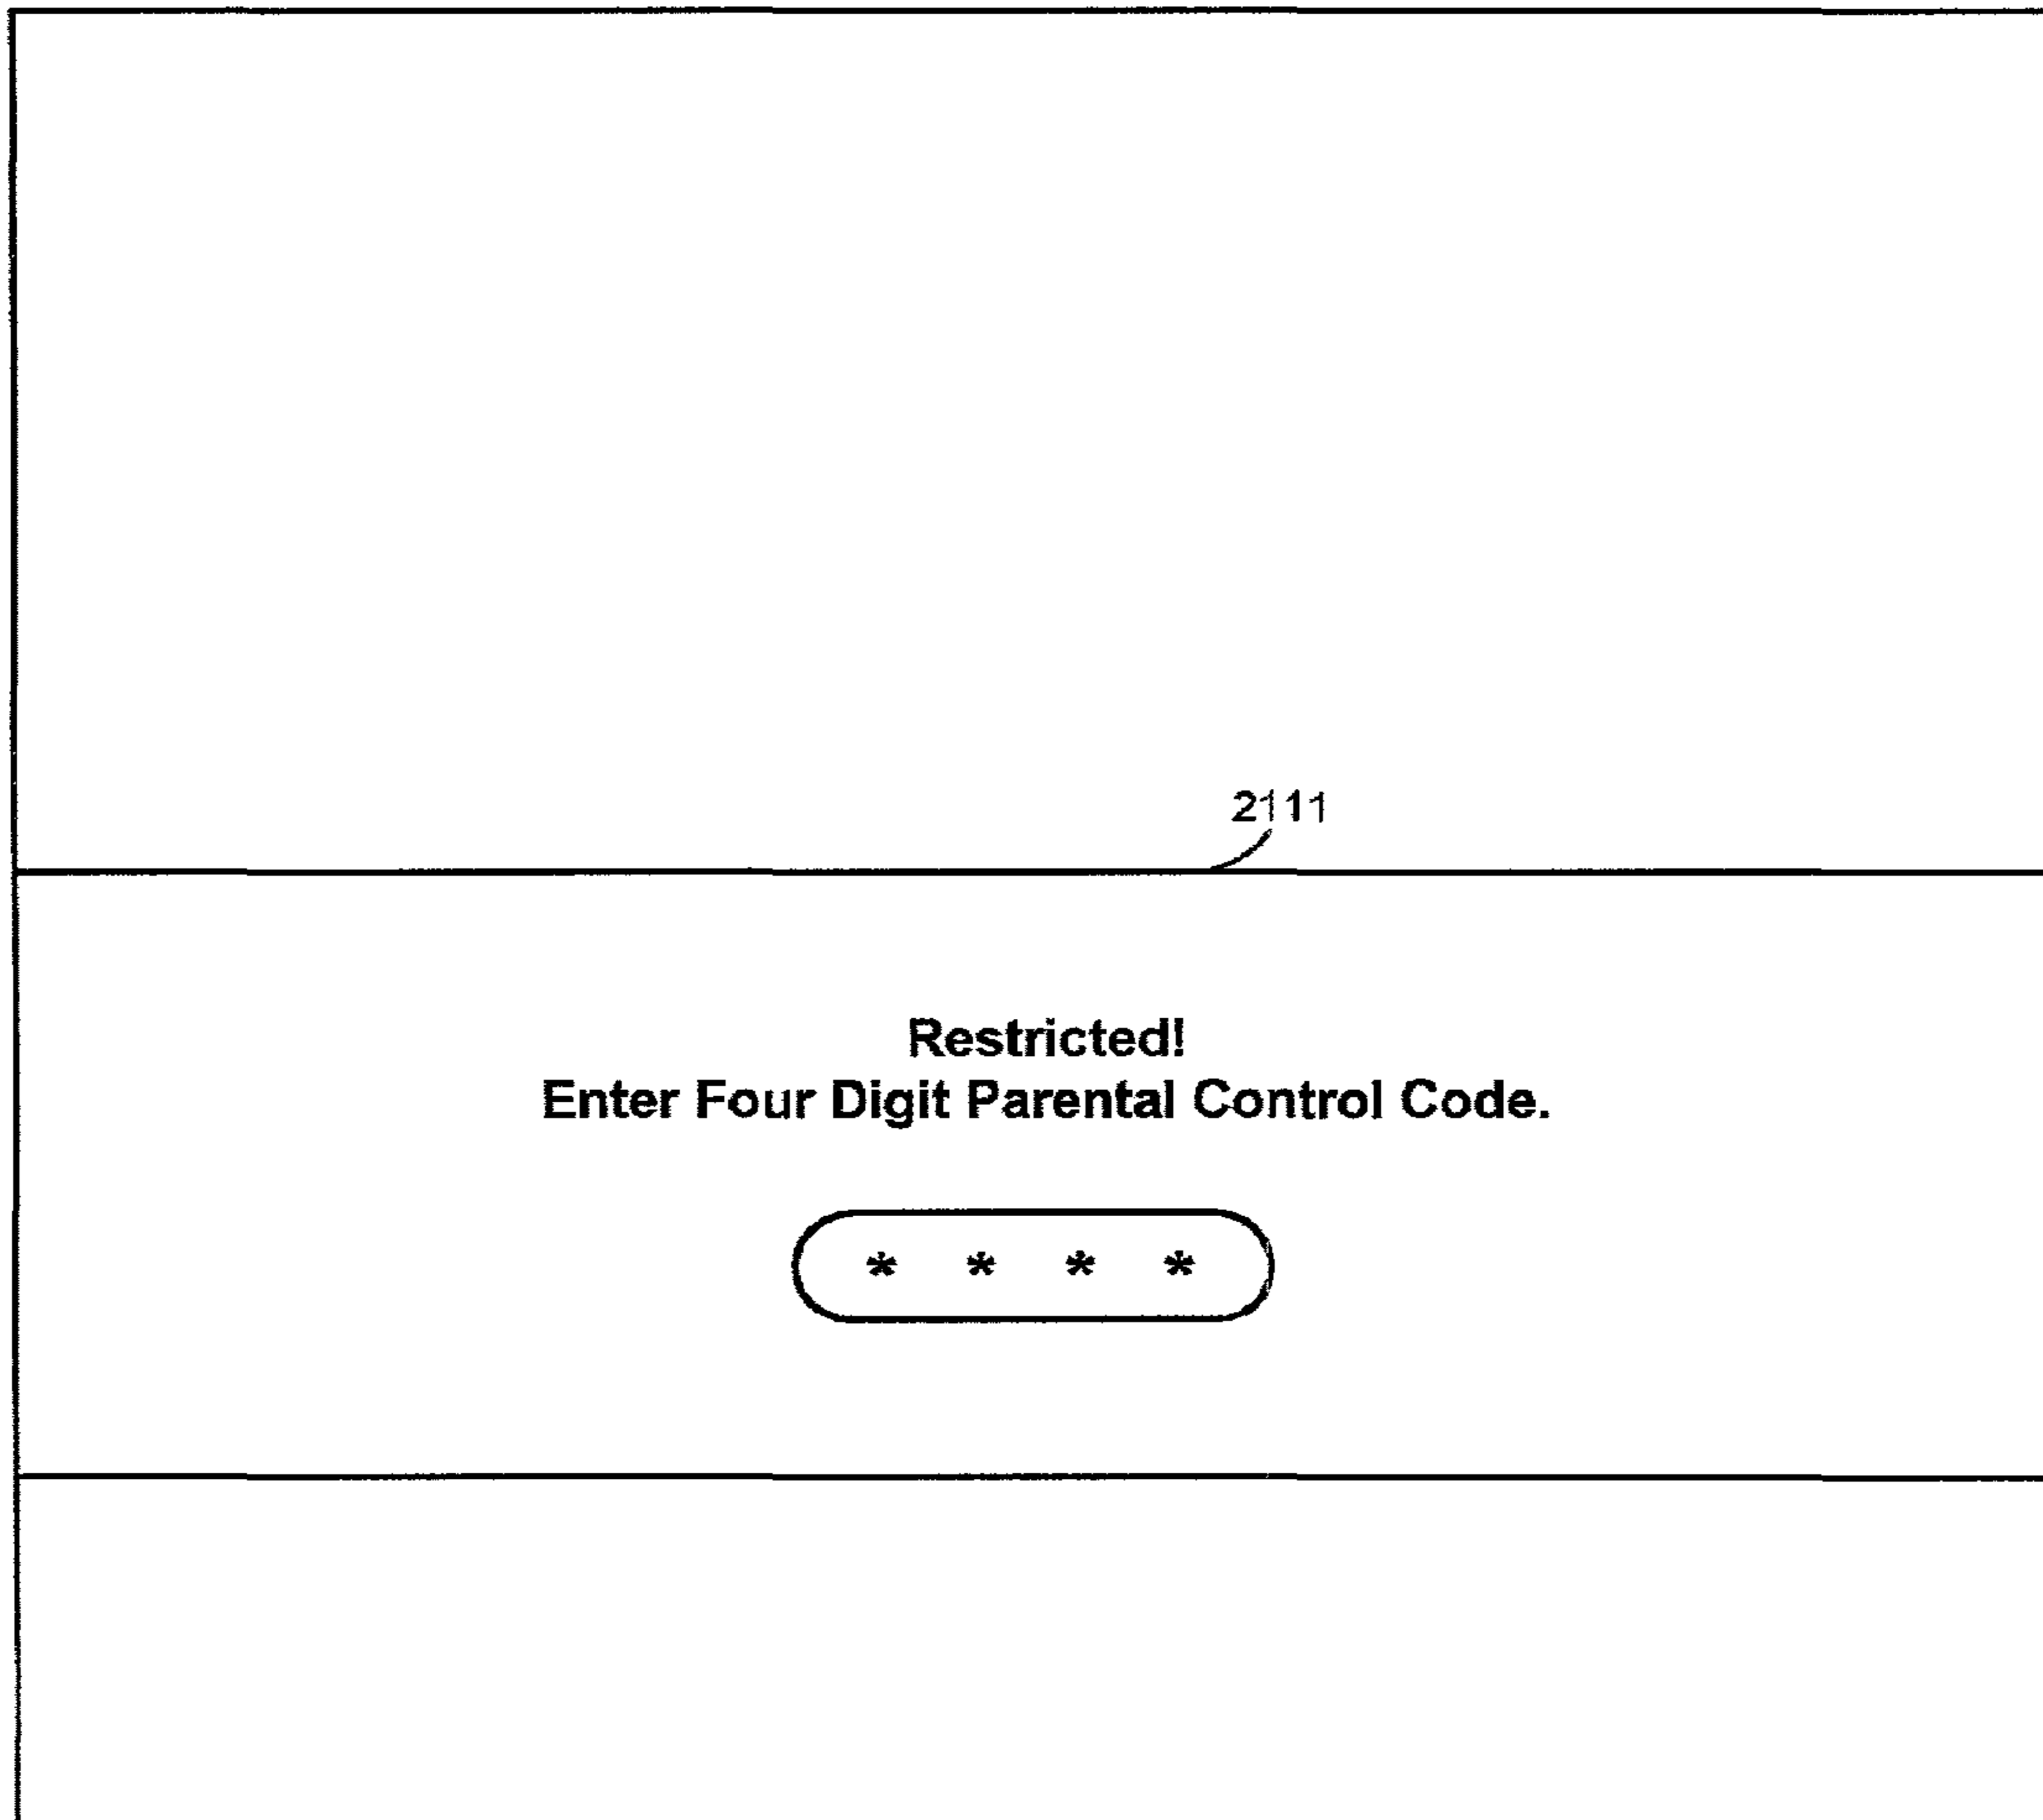 2111
Restricted!
Enter Four Digit Parental Control Code.
* * * *